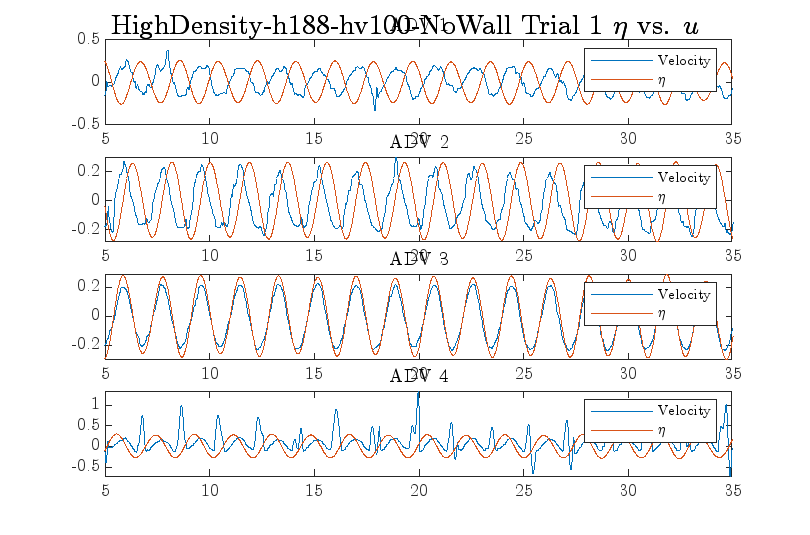 HighDensity-h188-hv100-NoWall Trial 1 η vs. u
ADV 1
0.5
0
-0.5
Velocity
η
5 10 15 20 25 30 35
ADV 2
0.2
0
-0.2
Velocity
η
5 10 15 20 25 30 35
ADV 3
0.2
0
-0.2
Velocity
η
5 10 15 20 25 30 35
ADV 4
1
0.5
0
-0.5
Velocity
η
5 10 15 20 25 30 35